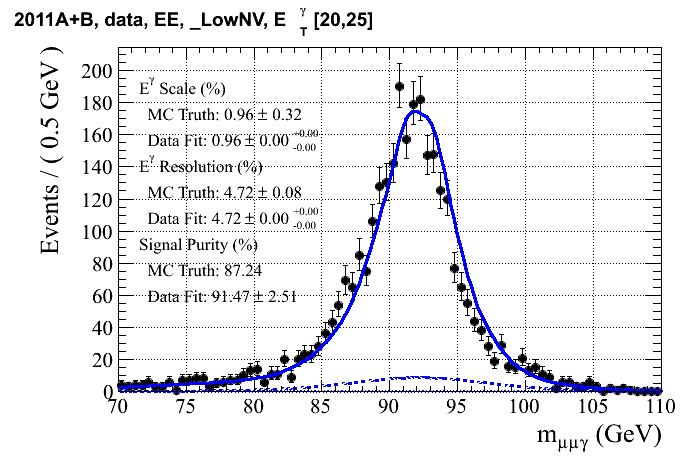 2011A+B, data, EE, _LowNV, E γ T [20,25]
Events / ( 0.5 GeV )
200
180
160
140
120
100
80
60
40
20
0
E^γ Scale (%)
MC Truth: 0.96 ± 0.32
Data Fit: 0.96 ± 0.00 +0.00 -0.00
E^γ Resolution (%)
MC Truth: 4.72 ± 0.08
Data Fit: 4.72 ± 0.00 +0.00 -0.00
Signal Purity (%)
MC Truth: 87.24
Data Fit: 91.47 ± 2.51
70 75 80 85 90 95 100 105 110
m_μμγ (GeV)